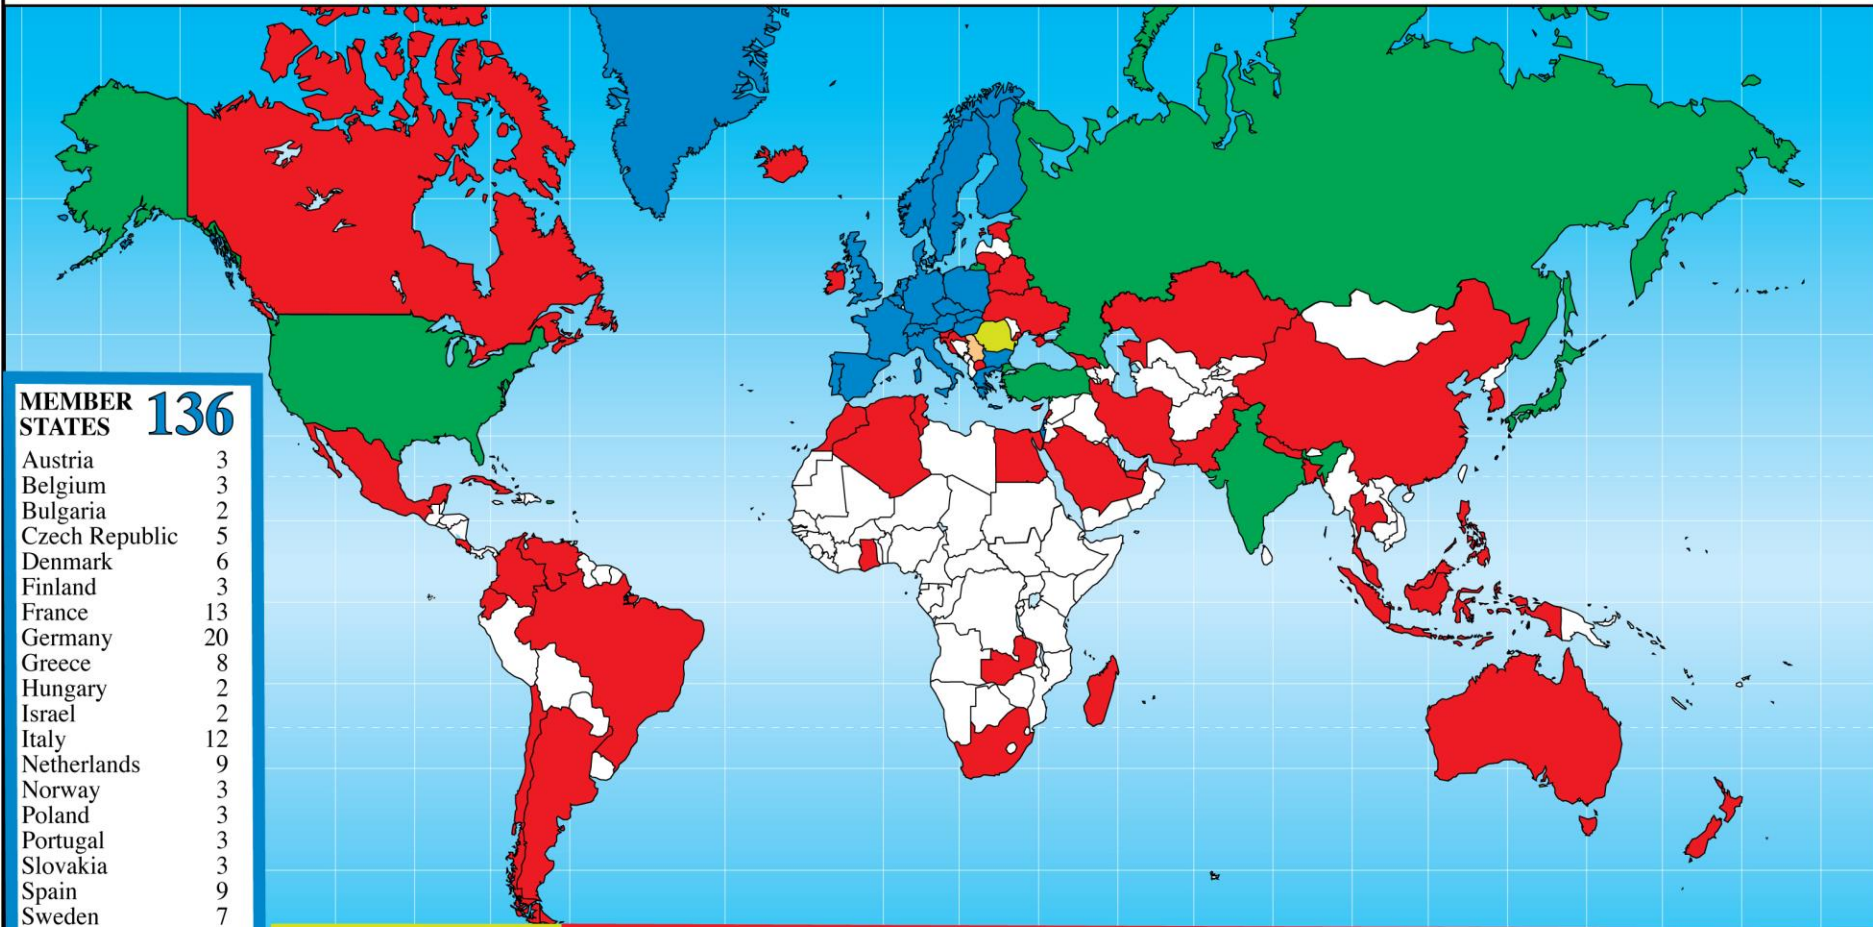 MEMBER STATES 136
Austria 3
Belgium 3
Bulgaria 2
Czech Republic 5
Denmark 6
Finland 3
France 13
Germany 20
Greece 8
Hungary 2
Israel 2
Italy 12
Netherlands 9
Norway 3
Poland 3
Portugal 3
Slovakia 3
Spain 9
Sweden 7